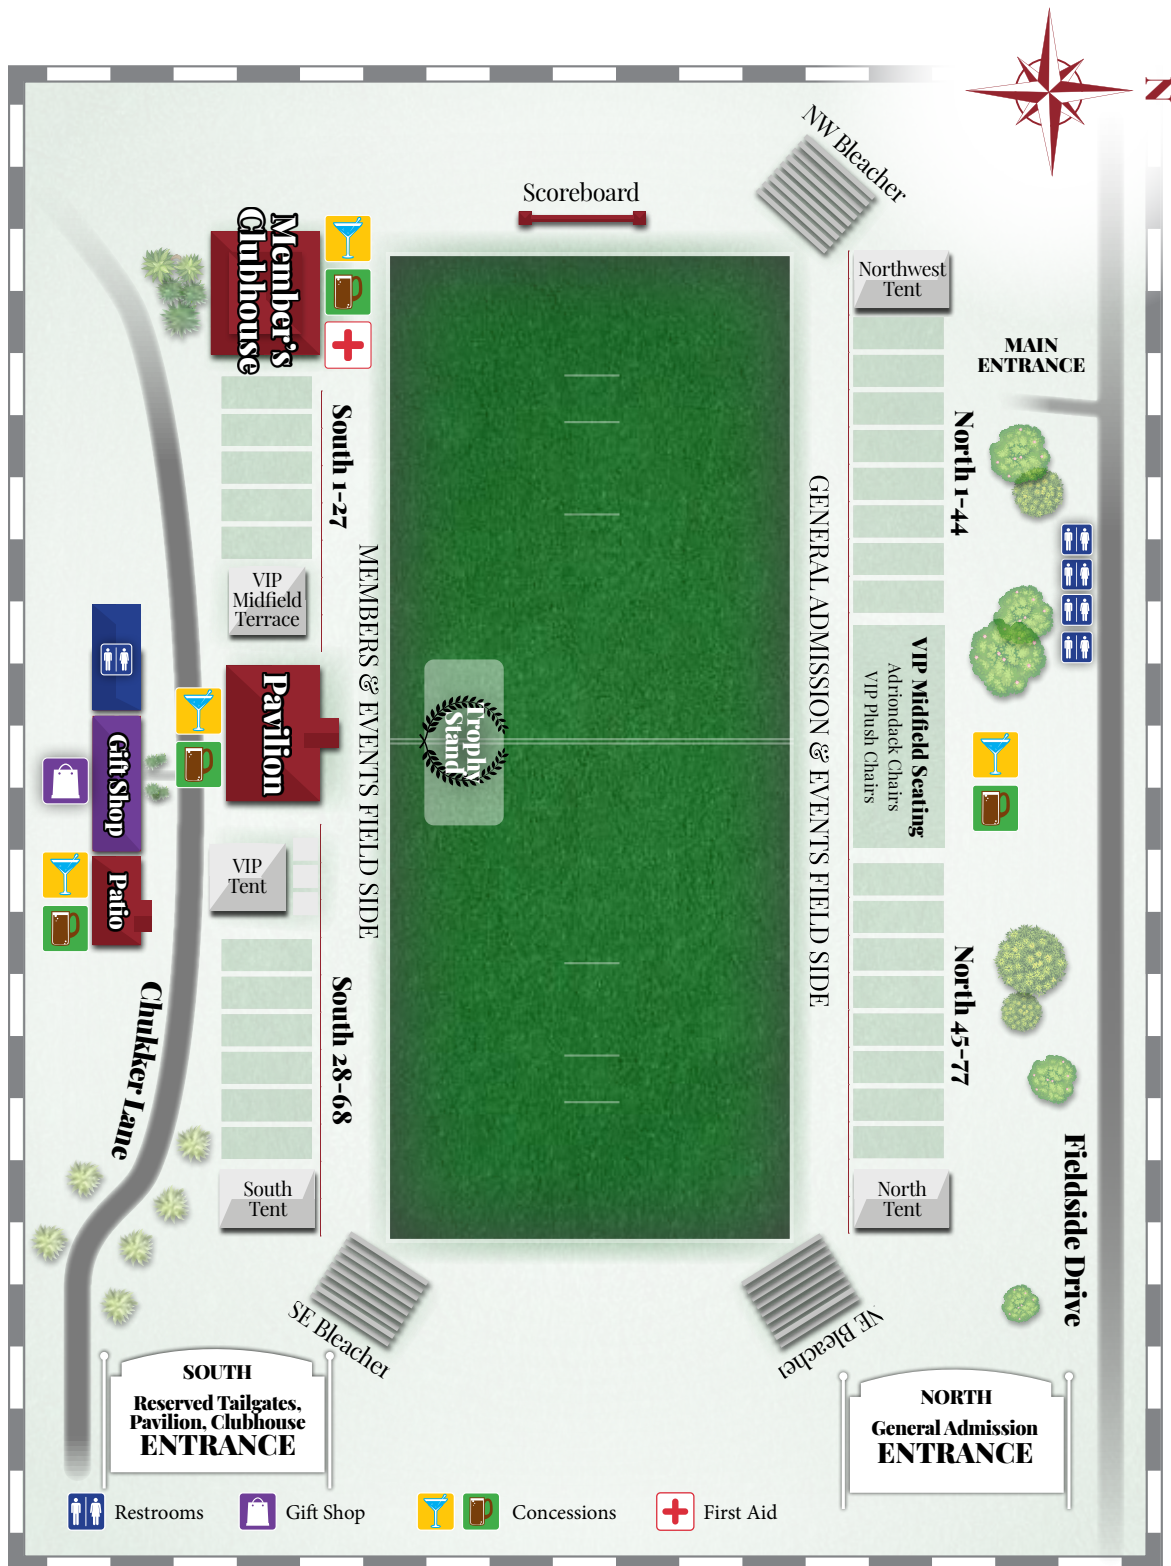 N
NW Bleacher
Scoreboard
Northwest
Tent
Member's
Clubhouse
MAIN
ENTRANCE
South 1-27
North 1-44
VIP
Midfield
Terrace
MEMBERS & EVENTS FIELD SIDE
GENERAL ADMISSION & EVENTS FIELD SIDE
VIP Midfield Seating
Adriondack Chairs
VIP Plush Chairs
Pavilion
Trophy
Stand
Gift Shop
Patio
VIP
Tent
South 28-68
North 45-77
Chukker Lane
Fieldside Drive
South
Tent
North
Tent
SE Bleacher
NE Bleacher
SOUTH
Reserved Tailgates,
Pavilion, Clubhouse
ENTRANCE
NORTH
General Admission
ENTRANCE
Restrooms
Gift Shop
Concessions
First Aid